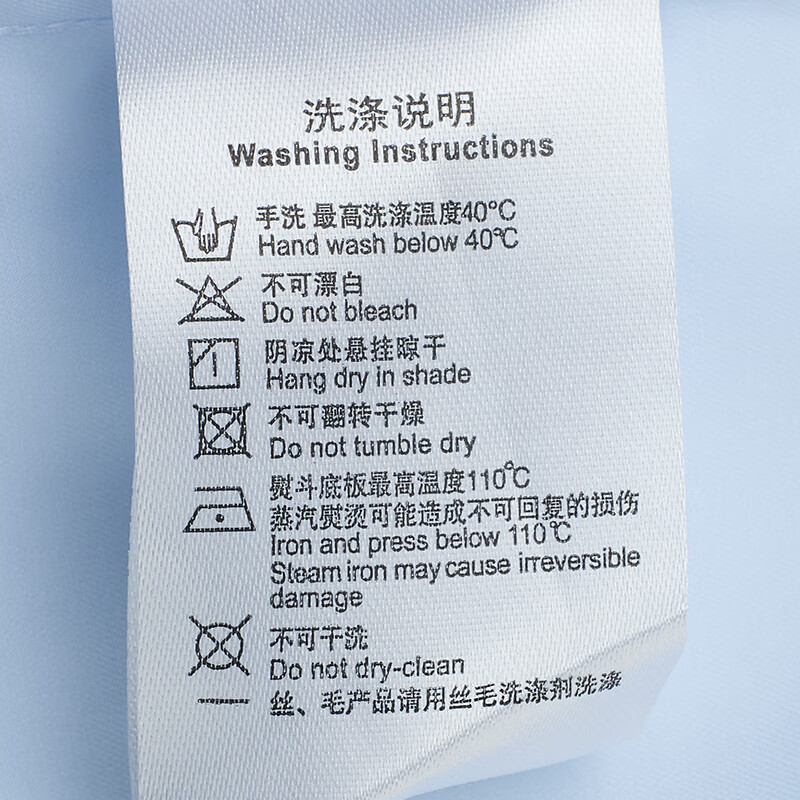 洗涤说明
Washing Instructions
手洗 最高洗涤温度40℃
Hand wash below 40℃
不可漂白
Do not bleach
阴凉处悬挂晾干
Hang dry in shade
不可翻转干燥
Do not tumble dry
熨斗底板最高温度110℃
蒸汽熨烫可能造成不可回复的损伤
Iron and press below 110℃
Steam iron may cause irreversible
damage
不可干洗
Do not dry-clean
丝、毛产品请用丝毛洗涤剂洗涤